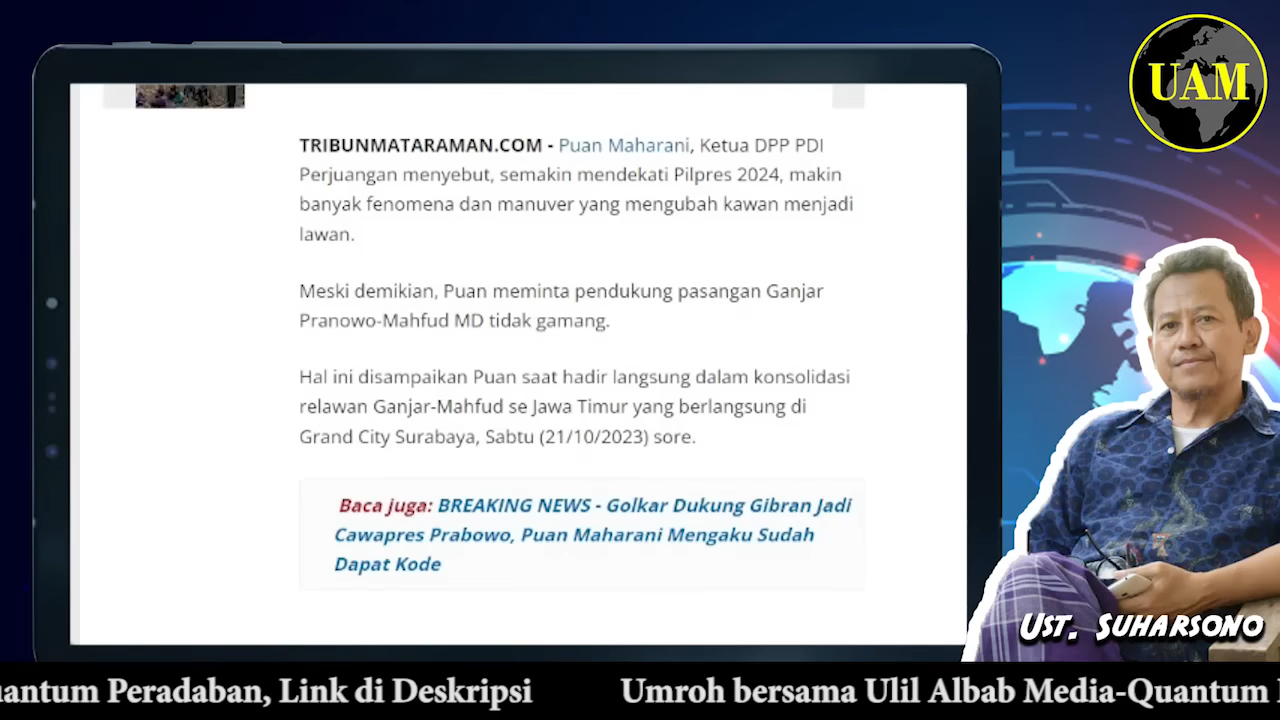 UAM
TRIBUNMATARAMAN.COM - Puan Maharani, Ketua DPP PDI
Perjuangan menyebut, semakin mendekati Pilpres 2024, makin
banyak fenomena dan manuver yang mengubah kawan menjadi
lawan.
Meski demikian, Puan meminta pendukung pasangan Ganjar
Pranowo-Mahfud MD tidak gamang.
Hal ini disampaikan Puan saat hadir langsung dalam konsolidasi
relawan Ganjar-Mahfud se Jawa Timur yang berlangsung di
Grand City Surabaya, Sabtu (21/10/2023) sore.
Baca juga: BREAKING NEWS - Golkar Dukung Gibran Jadi
Cawapres Prabowo, Puan Maharani Mengaku Sudah
Dapat Kode
UST. SUHARSONO
uantum Peradaban, Link di Deskripsi Umroh bersama Ulil Albab Media-Quantum